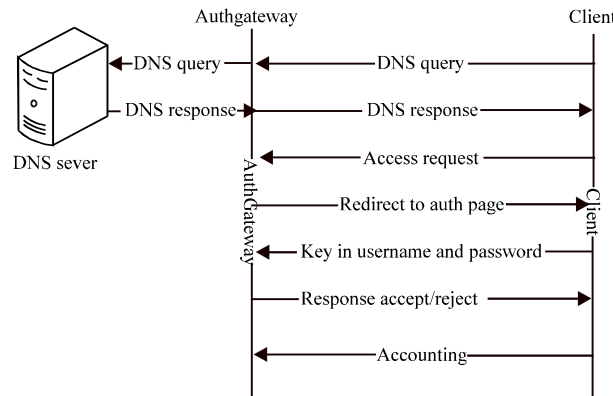 Authgateway
Client
DNS query
DNS query
DNS response
DNS response
DNS sever
Access request
AuthGateway
Client
Redirect to auth page
Key in username and password
Response accept/reject
Accounting